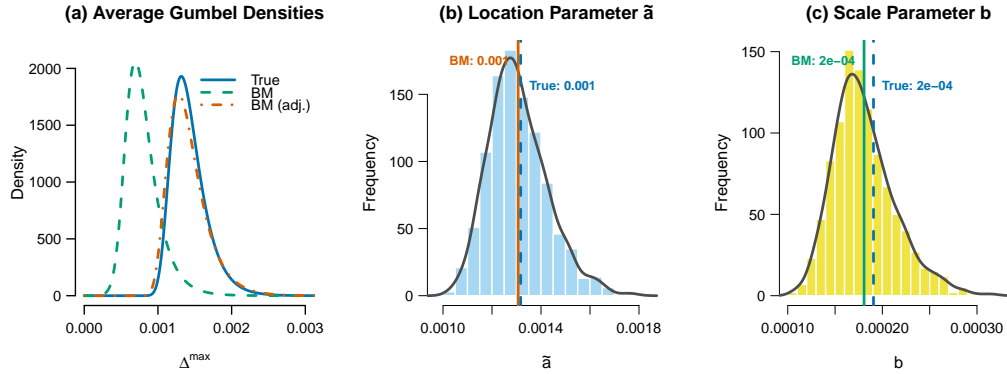 (a) Average Gumbel Densities
Density
2000
1500
1000
500
0
True
BM
BM (adj.)
0.000 0.001 0.002 0.003
Δmax
(b) Location Parameter ã
Frequency
150
100
50
0
BM: 0.001
True: 0.001
0.0010 0.0014 0.0018
ã
(c) Scale Parameter b
Frequency
150
100
50
0
BM: 2e−04
True: 2e−04
0.00010 0.00020 0.00030
b